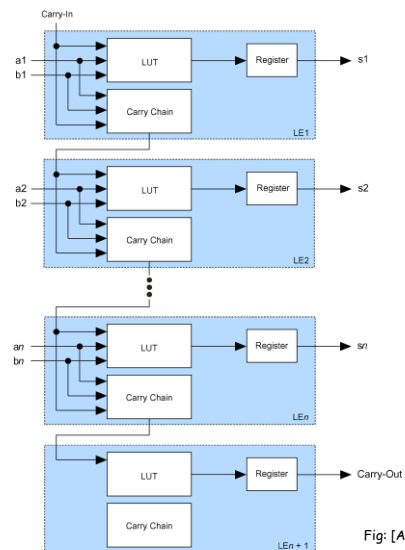 Carry-In
a1
b1
LUT
Register
s1
Carry Chain
LE1
a2
b2
LUT
Register
s2
Carry Chain
LE2
an
bn
LUT
Register
sn
Carry Chain
LEn
LUT
Register
Carry-Out
Carry Chain
LEn + 1
Fig: [A